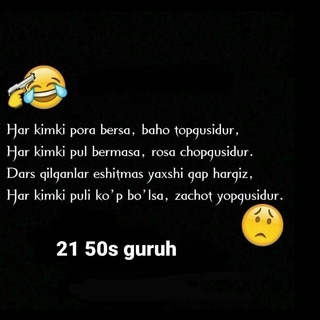 Har kimki pora bersa, baho topgusidur,
Har kimki pul bermasa, rosa chopgusidur.
Dars qilganlar eshitmas yaxshi gap hargiz,
Har kimki puli ko'p bo'lsa, zachot yopgusidur.
21 50s guruh